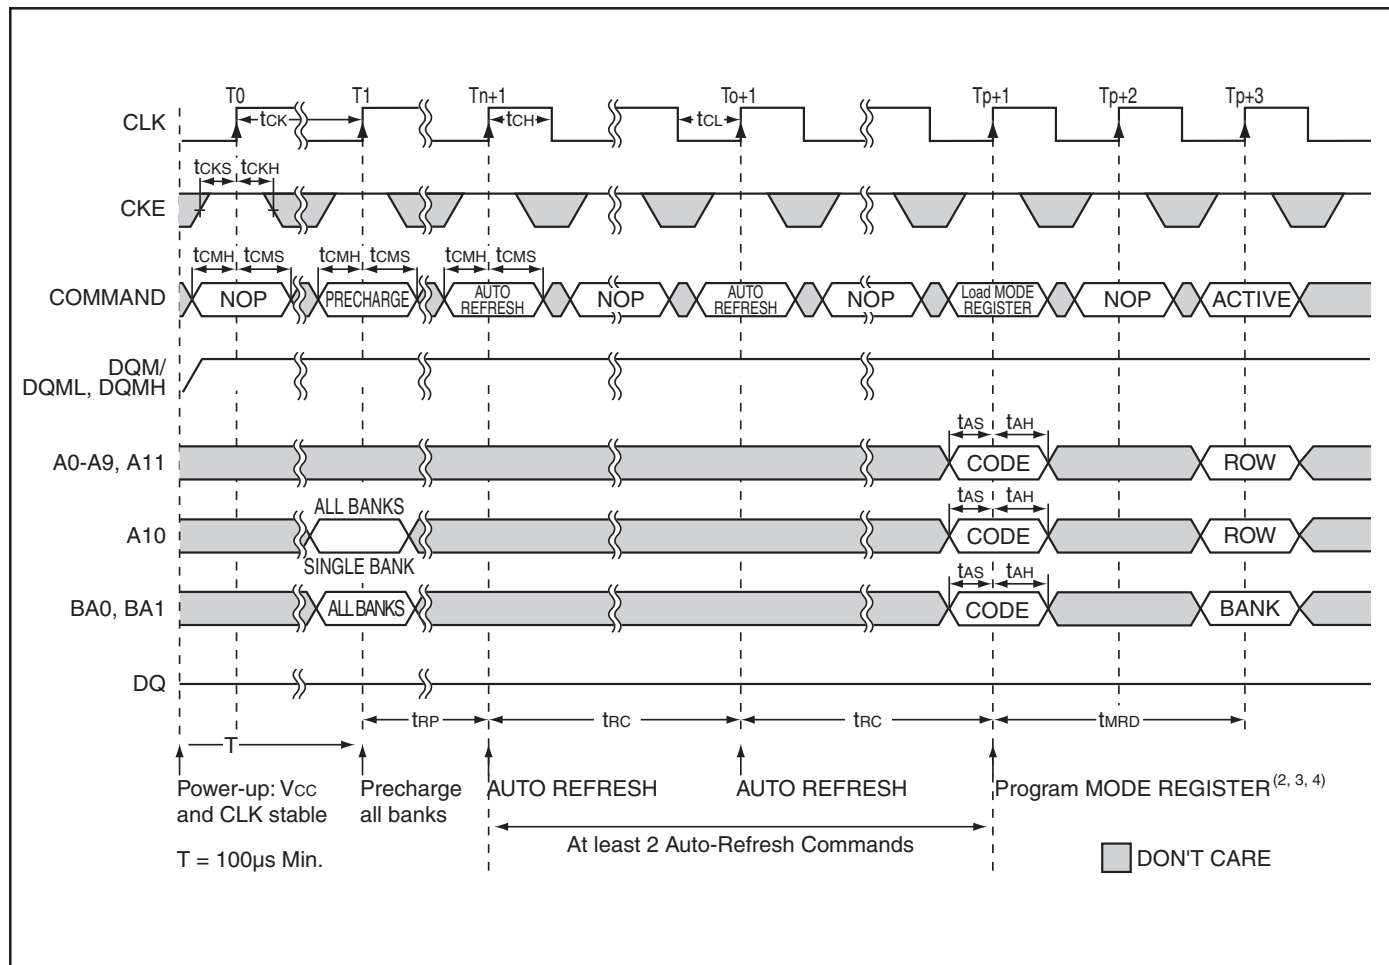 T0 T1 Tn+1 To+1 Tp+1 Tp+2 Tp+3
CLK tCK tCH tCL
tCKS tCKH
CKE
tCMH tCMS tCMH tCMS tCMH tCMS
COMMAND NOP PRECHARGE AUTO REFRESH NOP AUTO REFRESH NOP Load MODE REGISTER NOP ACTIVE
DQM/
DQML, DQMH
tAS tAH
A0-A9, A11 CODE ROW
ALL BANKS tAS tAH
A10 CODE ROW
SINGLE BANK tAS tAH
BA0, BA1 ALL BANKS CODE BANK
DQ
tRP tRC tRC tMRD
T
Power-up: VCC
and CLK stable
T = 100µs Min.
Precharge
all banks
AUTO REFRESH
AUTO REFRESH
Program MODE REGISTER(2, 3, 4)
At least 2 Auto-Refresh Commands
DON'T CARE